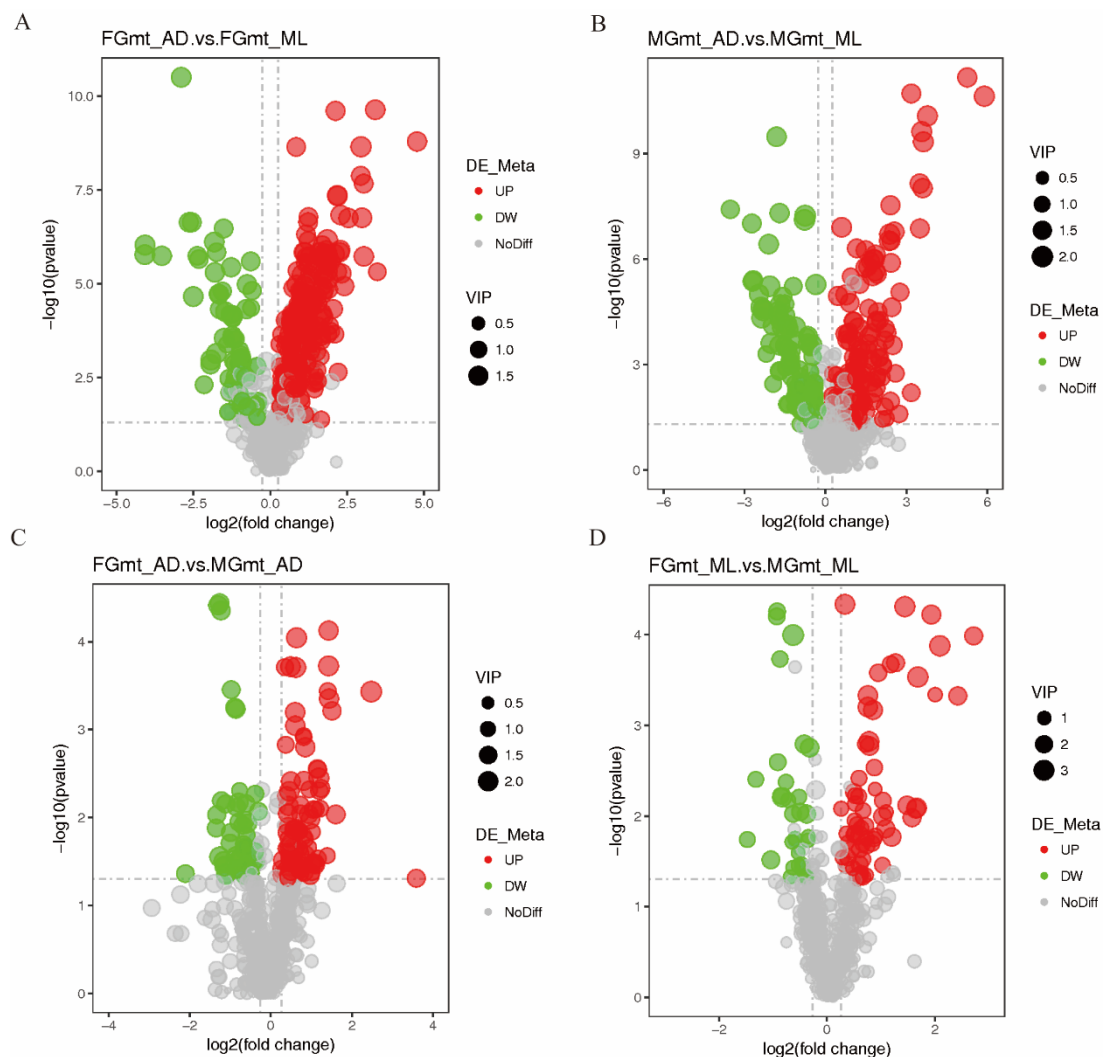 A
FGmt_AD.vs.FGmt_ML
10.0
7.5
5.0
2.5
0.0
-log10(pvalue)
−5.0
−2.5
0.0
2.5
5.0
log2(fold change)
DE_Meta
UP
DW
NoDiff
VIP
0.5
1.0
1.5
B
MGmt_AD.vs.MGmt_ML
9
6
3
0
-log10(pvalue)
−6
−3
0
3
6
log2(fold change)
VIP
0.5
1.0
1.5
2.0
DE_Meta
UP
DW
NoDiff
C
FGmt_AD.vs.MGmt_AD
4
3
2
1
0
-log10(pvalue)
−4
−2
0
2
4
log2(fold change)
VIP
0.5
1.0
1.5
2.0
DE_Meta
UP
DW
NoDiff
D
FGmt_ML.vs.MGmt_ML
4
3
2
1
0
-log10(pvalue)
−2
0
2
log2(fold change)
VIP
1
2
3
DE_Meta
UP
DW
NoDiff